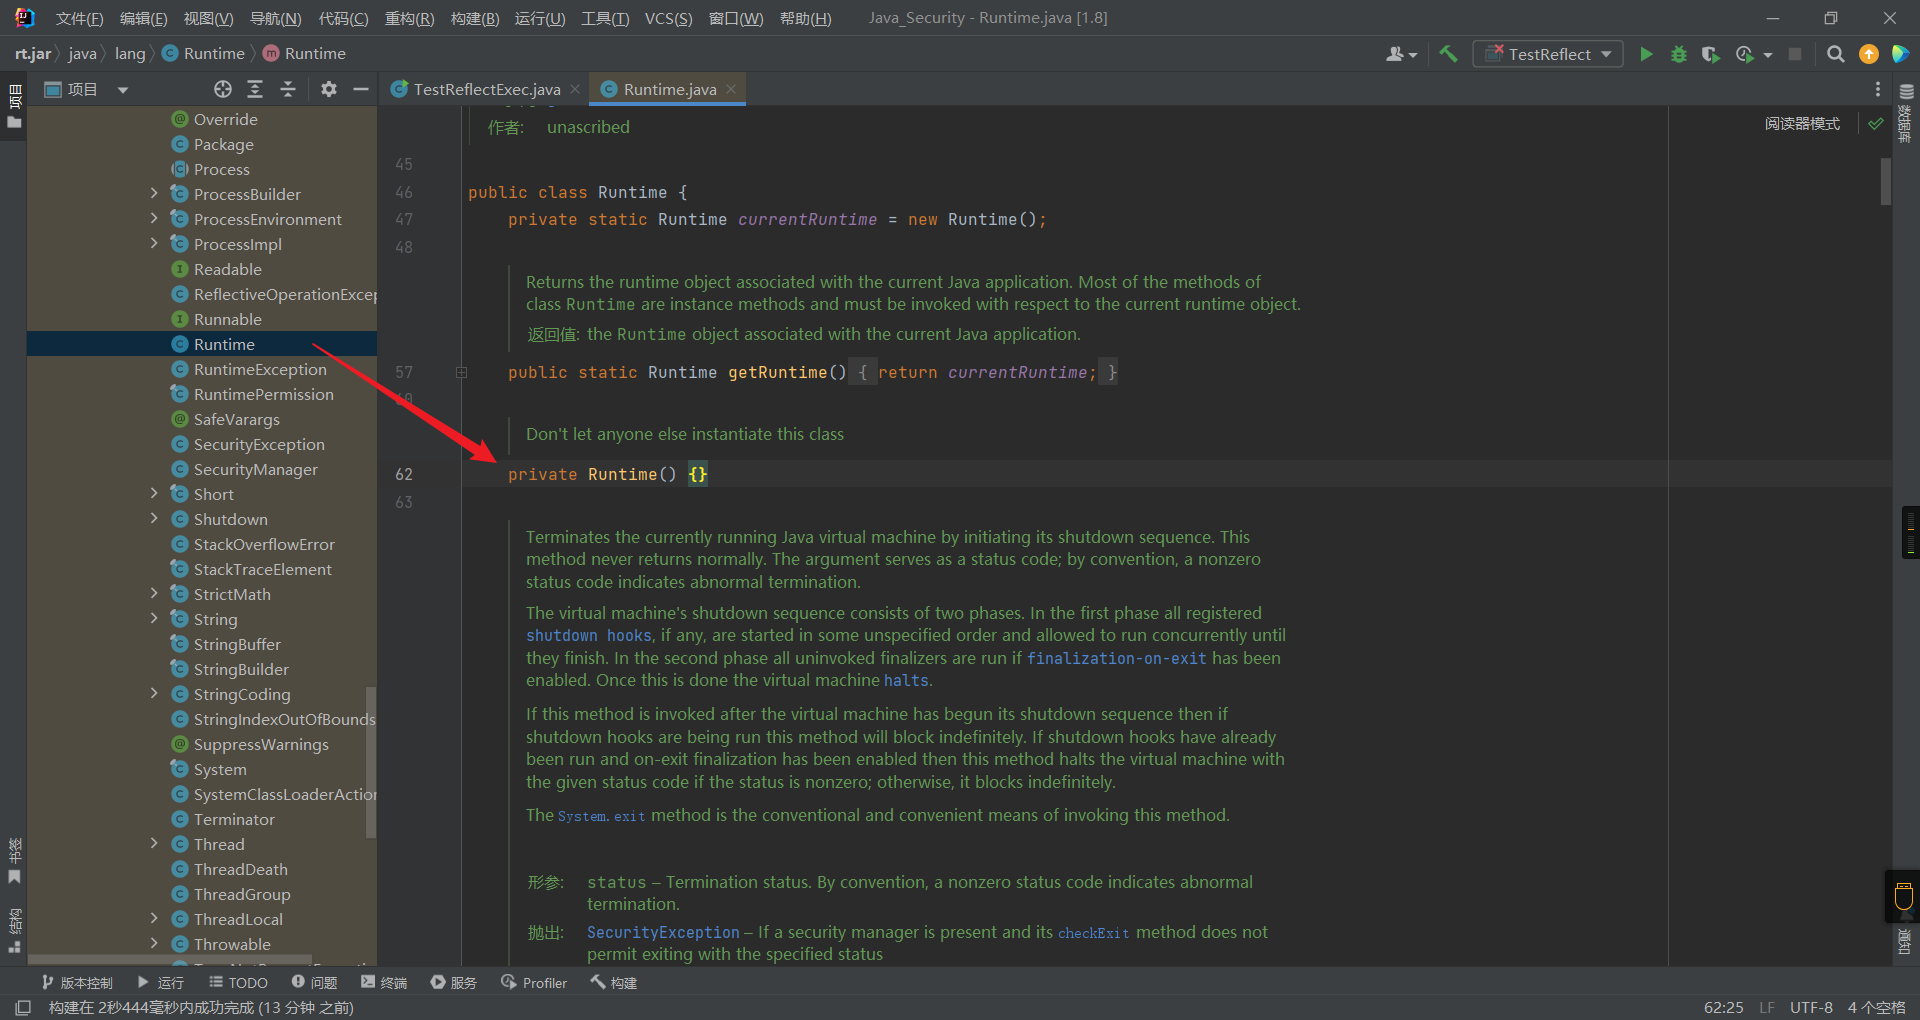 文件(F) 编辑(E) 视图(V) 导航(N) 代码(C) 重构(R) 构建(B) 运行(U) 工具(T) VCS(S) 窗口(W) 帮助(H) Java_Security - Runtime.java [1.8]
rt.jar java lang Runtime Runtime TestReflect
项目
项目 TestReflectExec.java Runtime.java
Override
Package
Process
ProcessBuilder
ProcessEnvironment
ProcessImpl
Readable
ReflectiveOperationExcep
Runnable
Runtime
RuntimeException
RuntimePermission
SafeVarargs
SecurityException
SecurityManager
Short
Shutdown
StackOverflowError
StackTraceElement
StrictMath
String
StringBuffer
StringBuilder
StringCoding
StringIndexOutOfBounds
SuppressWarnings
System
SystemClassLoaderAction
Terminator
Thread
ThreadDeath
ThreadGroup
ThreadLocal
Throwable
书签
结构
作者: unascribed
阅读器模式
45
46 public class Runtime {
47 private static Runtime currentRuntime = new Runtime();
48
Returns the runtime object associated with the current Java application. Most of the methods of
class Runtime are instance methods and must be invoked with respect to the current runtime object.
返回值: the Runtime object associated with the current Java application.
57 public static Runtime getRuntime() { return currentRuntime; }
60
Don't let anyone else instantiate this class
62 private Runtime() {}
63
Terminates the currently running Java virtual machine by initiating its shutdown sequence. This
method never returns normally. The argument serves as a status code; by convention, a nonzero
status code indicates abnormal termination.
The virtual machine's shutdown sequence consists of two phases. In the first phase all registered
shutdown hooks, if any, are started in some unspecified order and allowed to run concurrently until
they finish. In the second phase all uninvoked finalizers are run if finalization-on-exit has been
enabled. Once this is done the virtual machine halts.
If this method is invoked after the virtual machine has begun its shutdown sequence then if
shutdown hooks are being run this method will block indefinitely. If shutdown hooks have already
been run and on-exit finalization has been enabled then this method halts the virtual machine with
the given status code if the status is nonzero; otherwise, it blocks indefinitely.
The System.exit method is the conventional and convenient means of invoking this method.
形参: status – Termination status. By convention, a nonzero status code indicates abnormal
termination.
抛出: SecurityException – If a security manager is present and its checkExit method does not
permit exiting with the specified status
数据库
通知
版本控制 运行 TODO 问题 终端 服务 Profiler 构建
构建在 2秒444毫秒内成功完成 (13 分钟 之前) 62:25 LF UTF-8 4 个空格